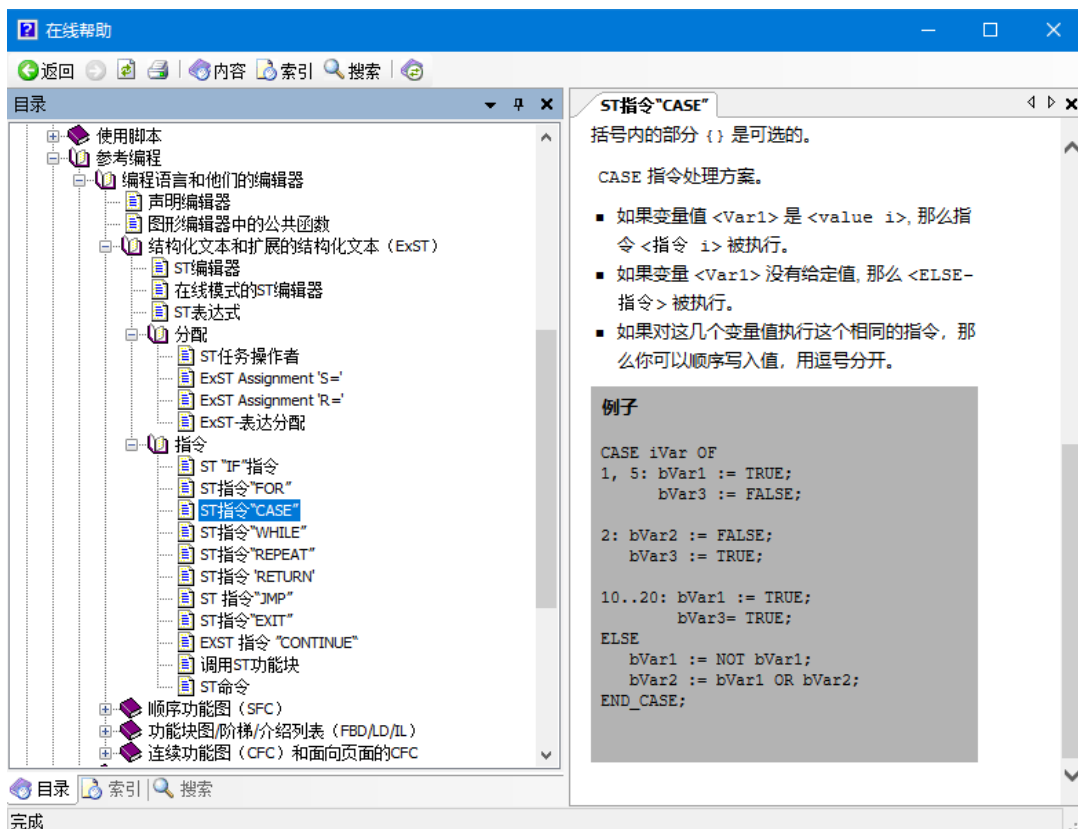 在线帮助
返回 内容 索引 搜索
目录
使用脚本
参考编程
编程语言和他们的编辑器
声明编辑器
图形编辑器中的公共函数
结构化文本和扩展的结构化文本（ExST）
ST编辑器
在线模式的ST编辑器
ST表达式
分配
ST任务操作者
ExST Assignment 'S='
ExST Assignment 'R='
ExST-表达分配
指令
ST "IF"指令
ST指令"FOR"
ST指令"CASE"
ST指令"WHILE"
ST指令"REPEAT"
ST指令 'RETURN'
ST 指令"JMP"
ST指令"EXIT"
EXST 指令 "CONTINUE"
调用ST功能块
ST命令
顺序功能图（SFC）
功能块图/阶梯/介绍列表（FBD/LD/IL）
连续功能图（CFC）和面向页面的CFC
目录 索引 搜索
完成
ST指令"CASE"
括号内的部分 {} 是可选的。
CASE 指令处理方案。
▪ 如果变量值 <Var1> 是 <value i>, 那么指
令 <指令 i> 被执行。
▪ 如果变量 <Var1> 没有给定值, 那么 <ELSE-
指令> 被执行。
▪ 如果对这几个变量值执行这个相同的指令，那
么你可以顺序写入值，用逗号分开。
例子
CASE iVar OF
1, 5: bVar1 := TRUE;
bVar3 := FALSE;
2: bVar2 := FALSE;
bVar3 := TRUE;
10..20: bVar1 := TRUE;
bVar3= TRUE;
ELSE
bVar1 := NOT bVar1;
bVar2 := bVar1 OR bVar2;
END_CASE;